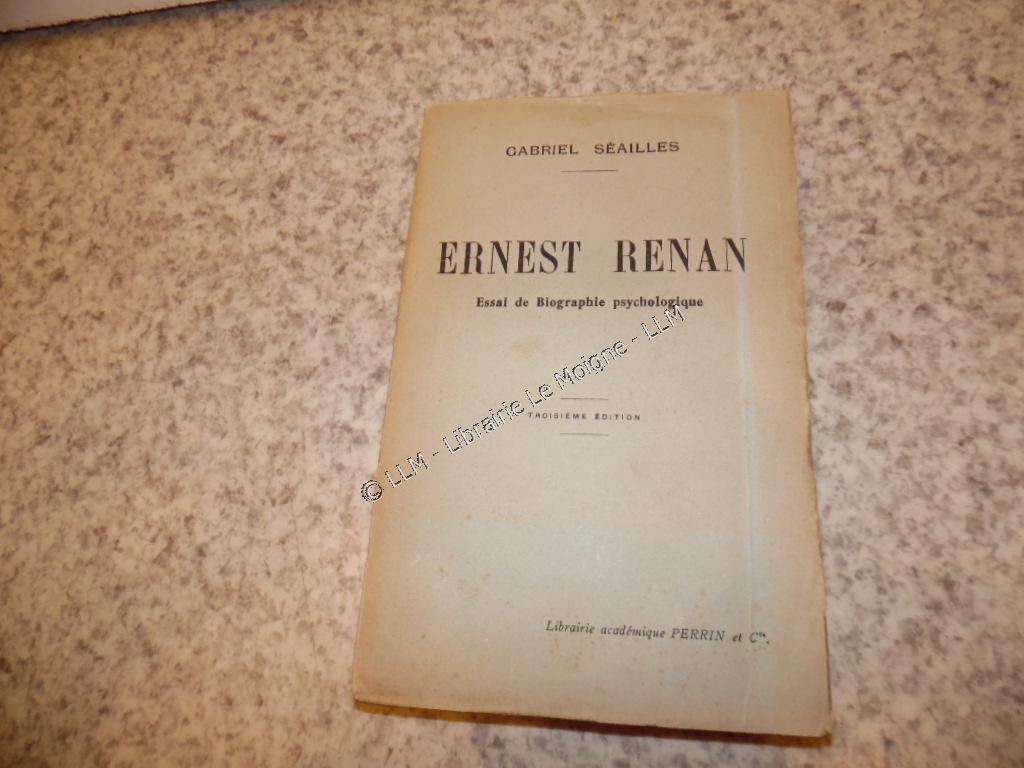 GABRIEL SÉAILLES
ERNEST RENAN
Essai de Biographie psychologique
© LLM - Librairie Le Moigne - LLM
TROISIÈME ÉDITION
Librairie académique PERRIN et Cie.